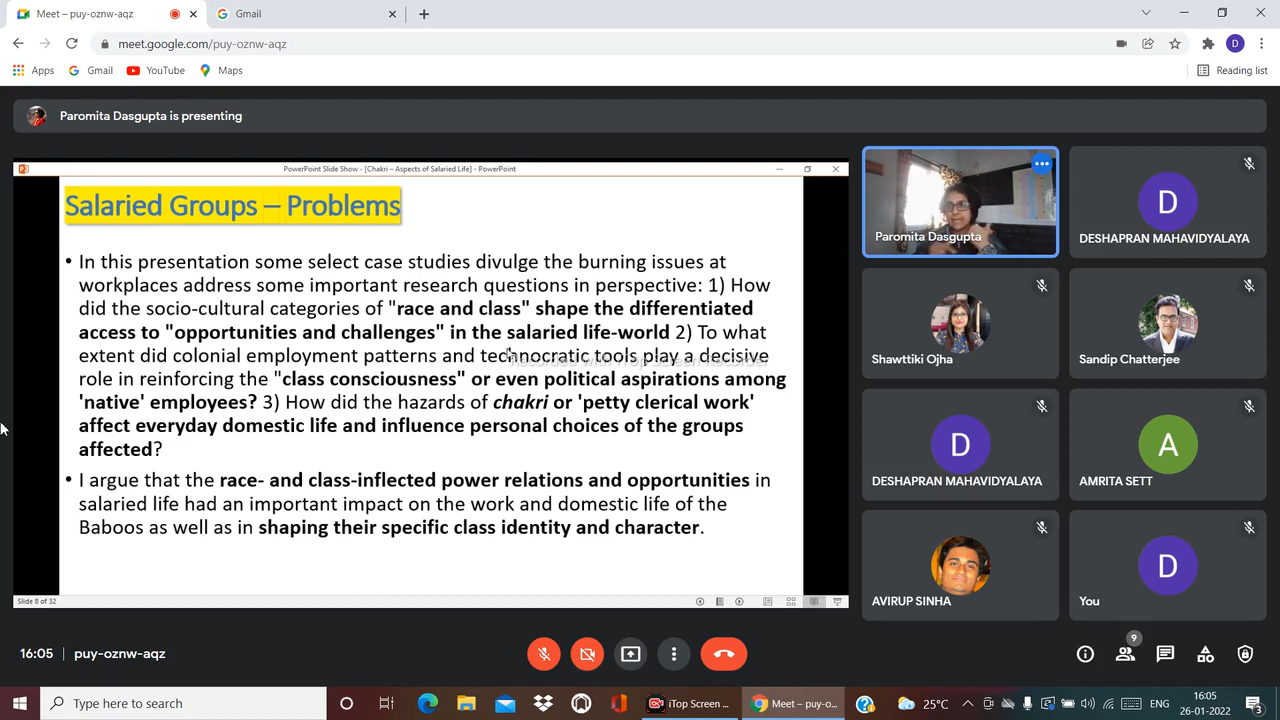 Meet – puy-oznw-aqz
Gmail
meet.google.com/puy-oznw-aqz
Apps
Gmail
YouTube
Maps
Reading list
Paromita Dasgupta is presenting
PowerPoint Slide Show - [Chakri – Aspects of Salaried Life] - PowerPoint
Salaried Groups – Problems
• In this presentation some select case studies divulge the burning issues at
workplaces address some important research questions in perspective: 1) How
did the socio-cultural categories of "race and class" shape the differentiated
access to "opportunities and challenges" in the salaried life-world 2) To what
extent did colonial employment patterns and technocratic tools play a decisive
role in reinforcing the "class consciousness" or even political aspirations among
'native' employees? 3) How did the hazards of chakri or 'petty clerical work'
affect everyday domestic life and influence personal choices of the groups
affected?
• I argue that the race- and class-inflected power relations and opportunities in
salaried life had an important impact on the work and domestic life of the
Baboos as well as in shaping their specific class identity and character.
Recorded with iTop Screen Recorder
Slide 8 of 32
Paromita Dasgupta
D
DESHAPRAN MAHAVIDYALAYA
Shawttiki Ojha
Sandip Chatterjee
D
DESHAPRAN MAHAVIDYALAYA
A
AMRITA SETT
AVIRUP SINHA
D
You
16:05 | puy-oznw-aqz
9
Type here to search
iTop Screen ...
Meet – puy-o...
25°C
ENG
16:05
26-01-2022
3
D